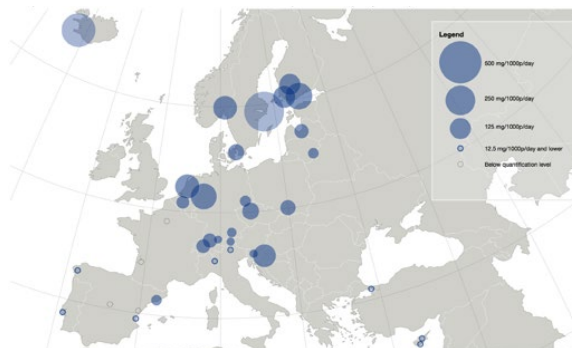 Legend
500 mg/1000p/day
250 mg/1000p/day
125 mg/1000p/day
12.5 mg/1000p/day and lower
Below quantification level